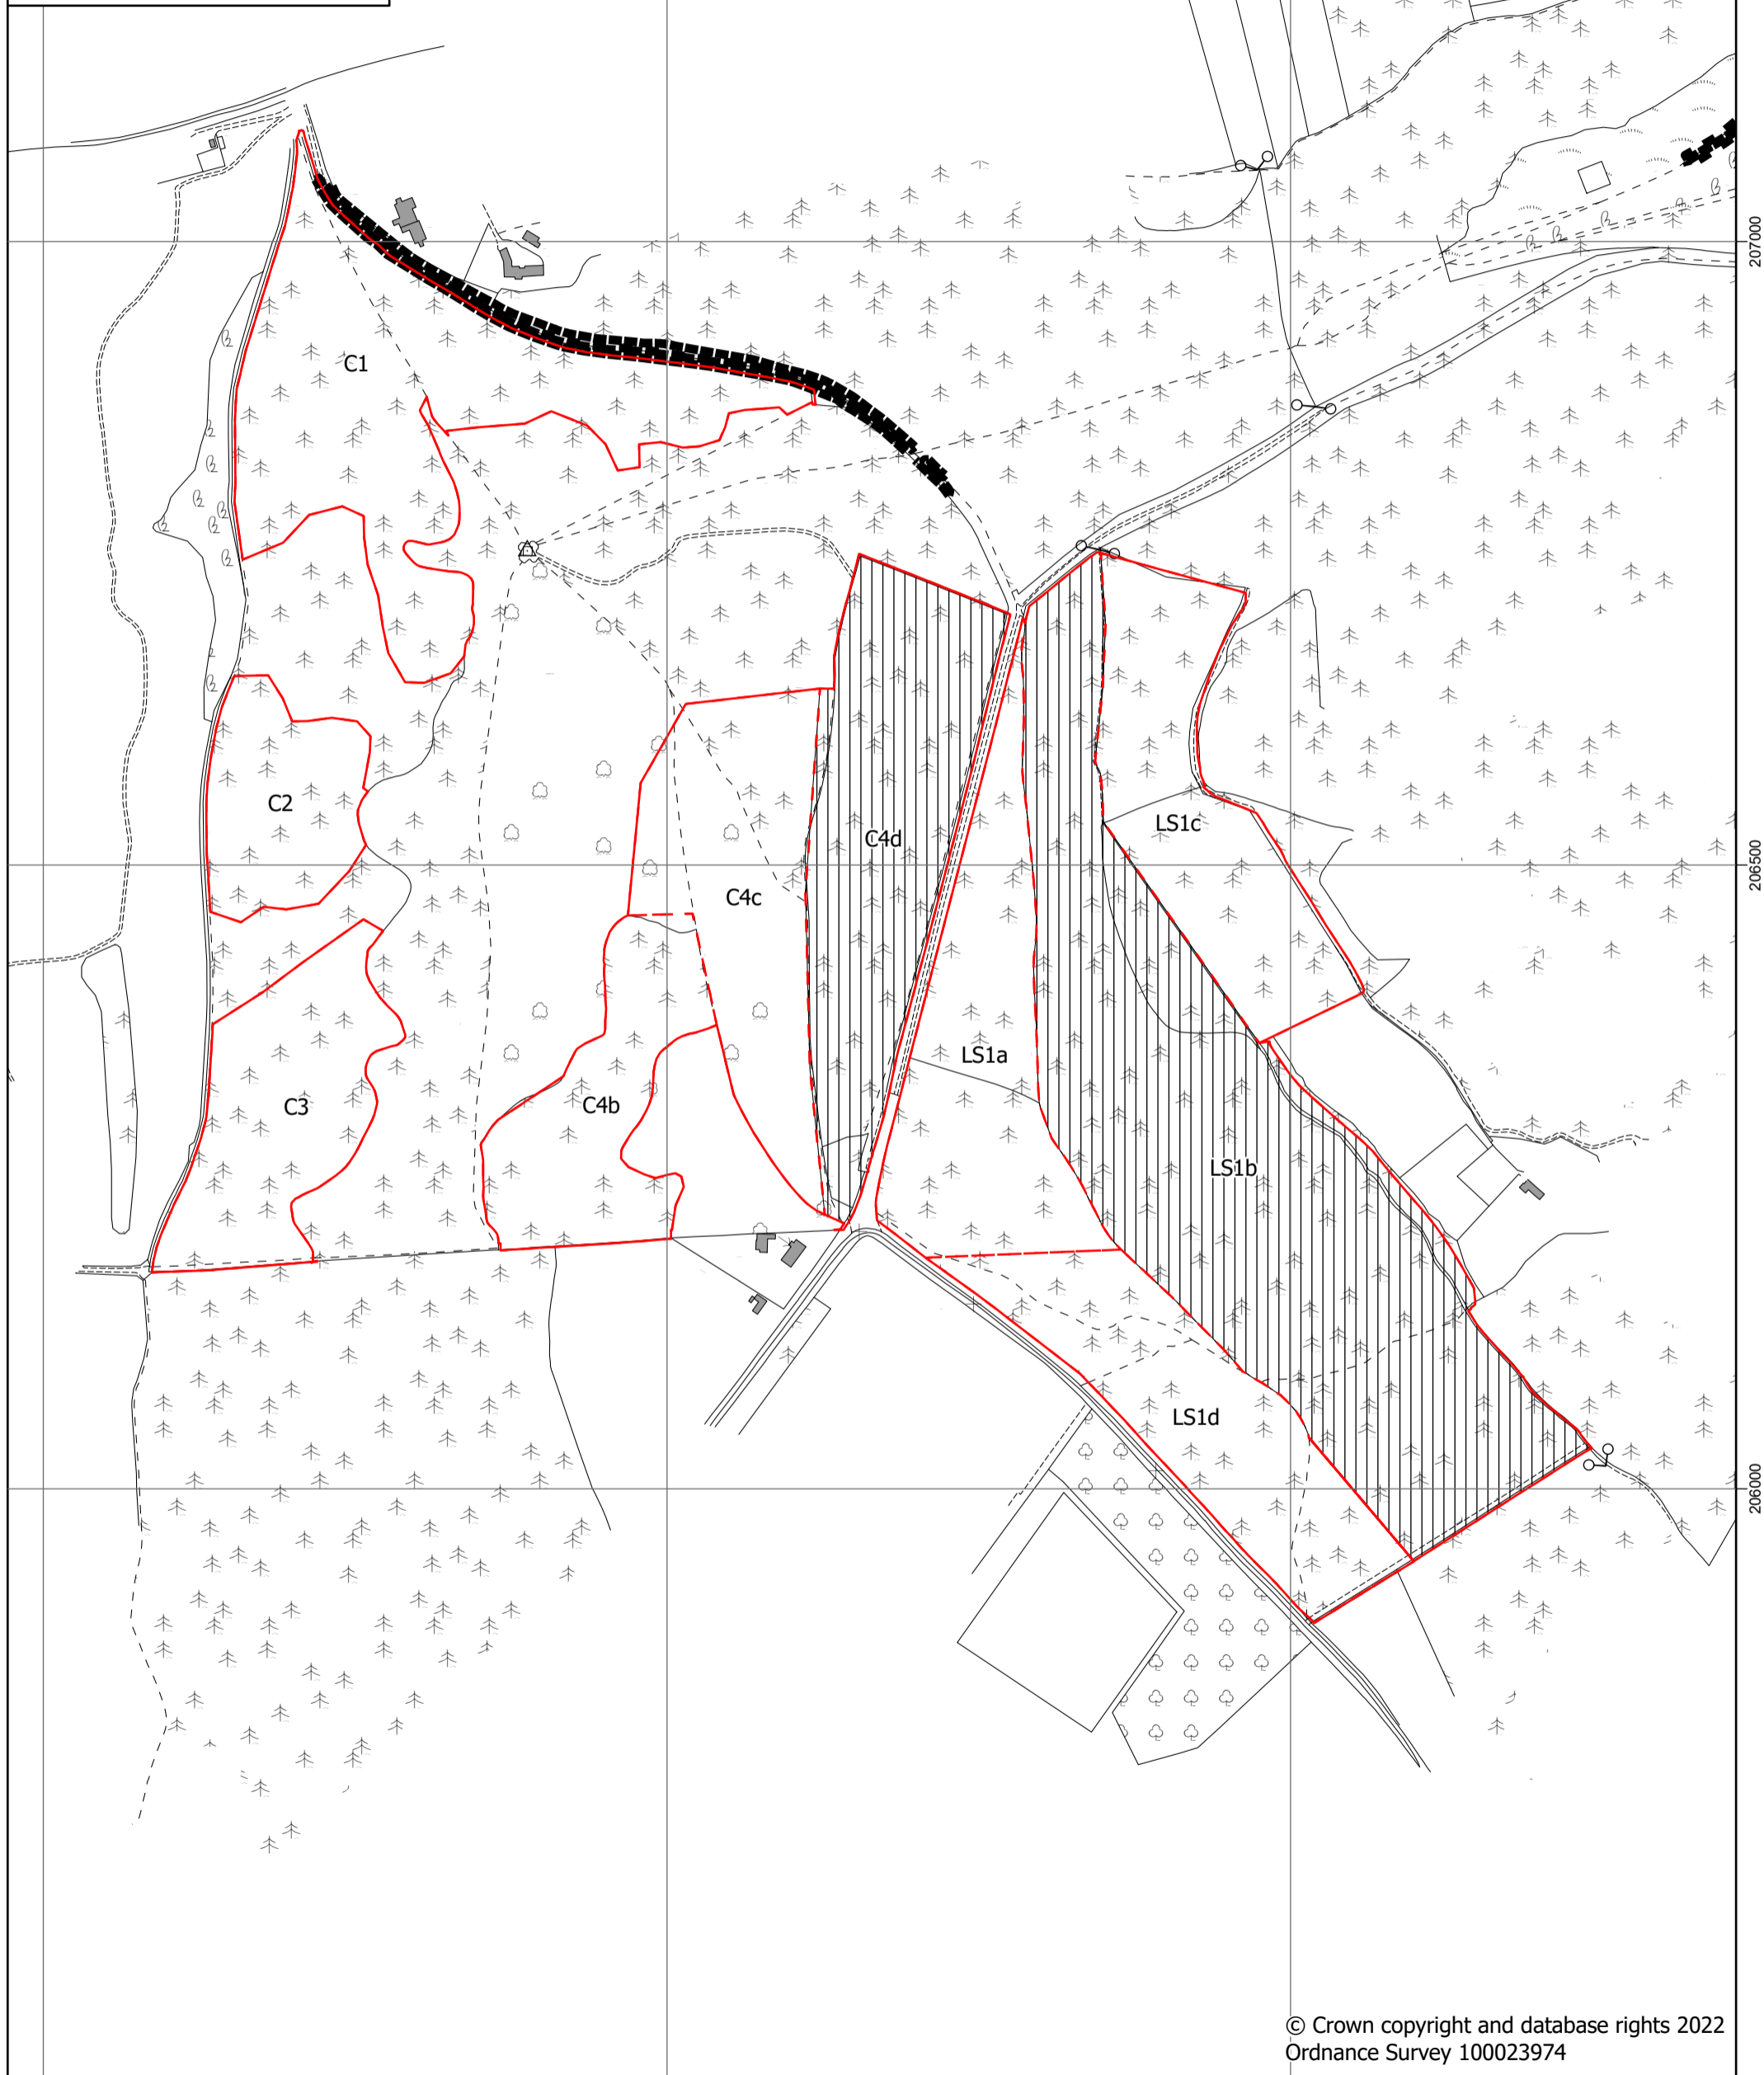 207000
C1
C2
LS1c
C4d
206500
C4c
LS1a
C4b
C3
LS1b
LS1d
206000
© Crown copyright and database rights 2022
Ordnance Survey 100023974